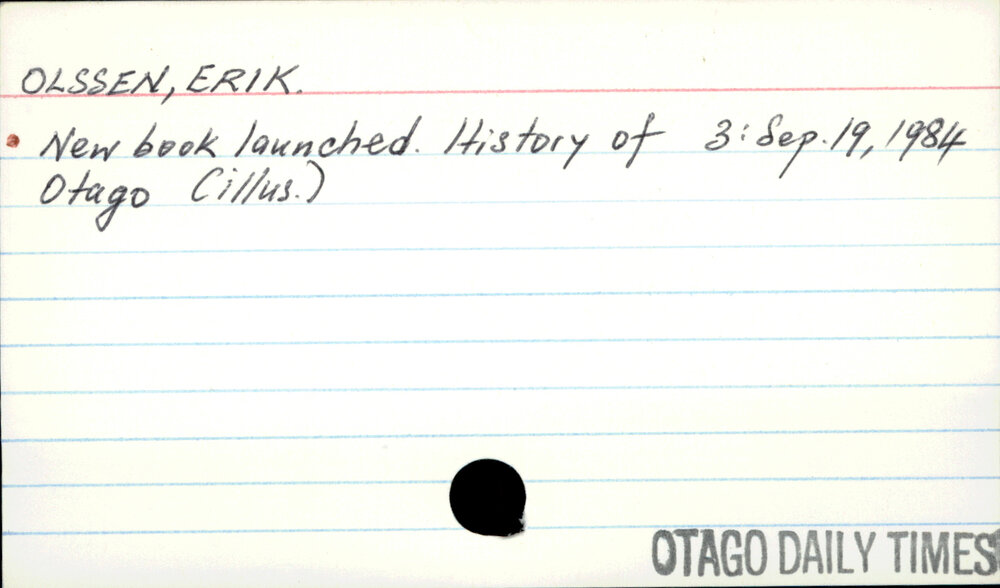 OLSSEN, ERIK.
New book launched. History of 3: Sep. 19, 1984
Otago (illus.)
OTAGO DAILY TIMES